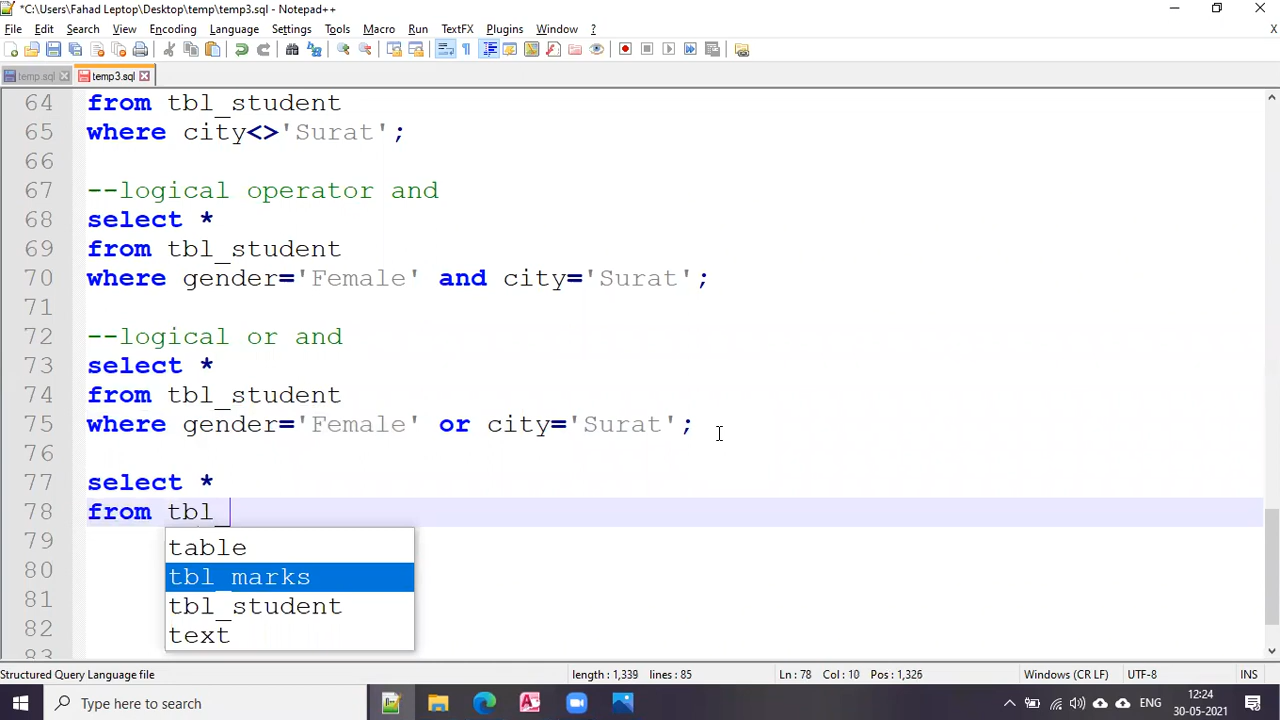 *C:\Users\Fahad Leptop\Desktop\temp\temp3.sql - Notepad++
File Edit Search View Encoding Language Settings Tools Macro Run TextFX Plugins Window ? X
temp.sql temp3.sql
64 from tbl_student
65 where city<>'Surat';
66
67 --logical operator and
68 select *
69 from tbl_student
70 where gender='Female' and city='Surat';
71
72 --logical or and
73 select *
74 from tbl_student
75 where gender='Female' or city='Surat';
76
77 select *
78 from tbl_
79 table
80 tbl_marks
81 tbl_student
82 text
83
Structured Query Language file length : 1,339 lines : 85 Ln : 78 Col : 10 Pos : 1,326 Windows (CR LF) UTF-8 INS
Type here to search ENG 12:24
30-05-2021